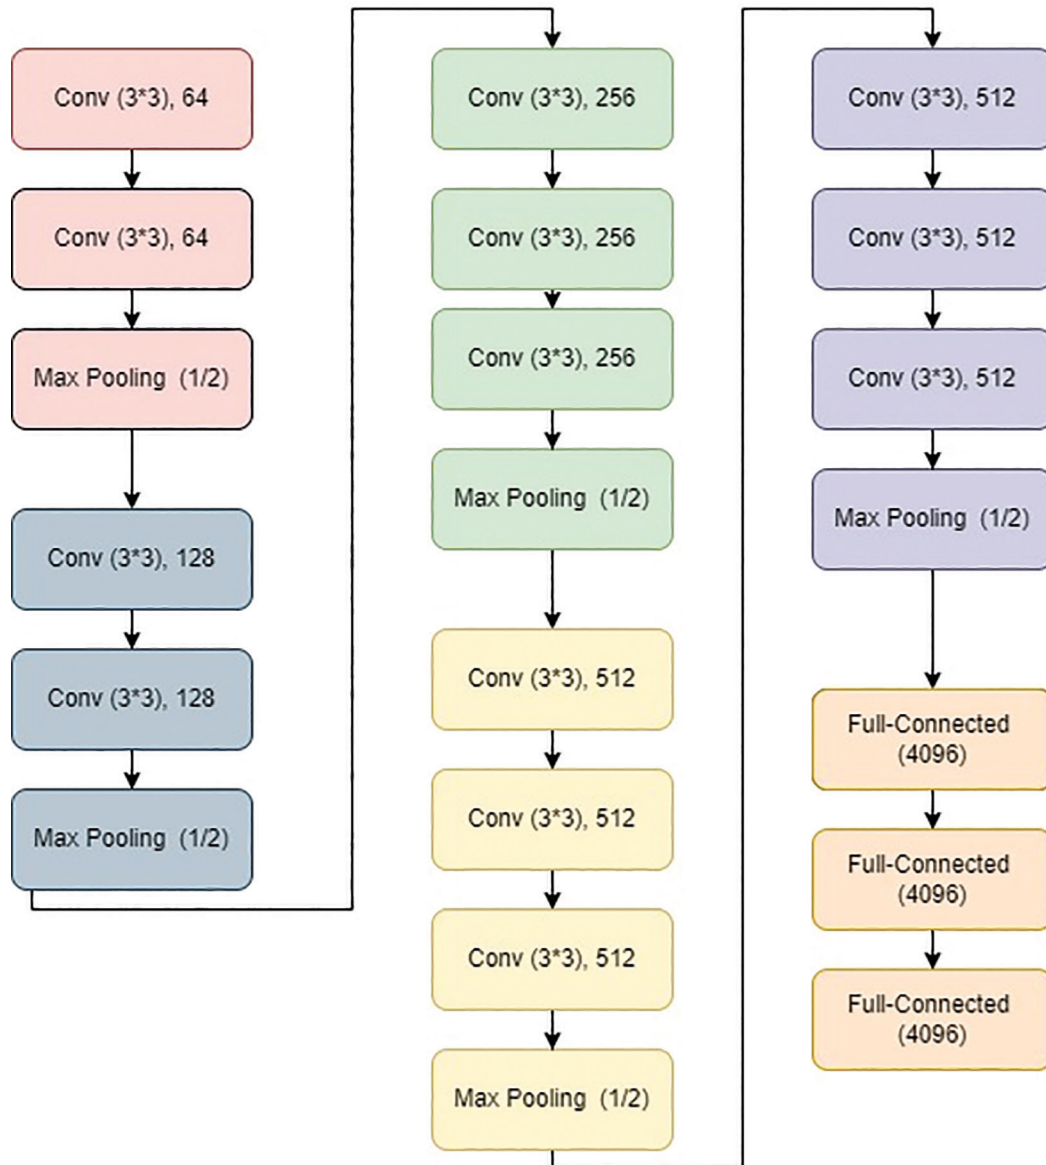 Conv (3*3), 64
Conv (3*3), 64
Max Pooling (1/2)
Conv (3*3), 128
Conv (3*3), 128
Max Pooling (1/2)
Conv (3*3), 256
Conv (3*3), 256
Conv (3*3), 256
Max Pooling (1/2)
Conv (3*3), 512
Conv (3*3), 512
Conv (3*3), 512
Max Pooling (1/2)
Conv (3*3), 512
Conv (3*3), 512
Conv (3*3), 512
Max Pooling (1/2)
Full-Connected
(4096)
Full-Connected
(4096)
Full-Connected
(4096)